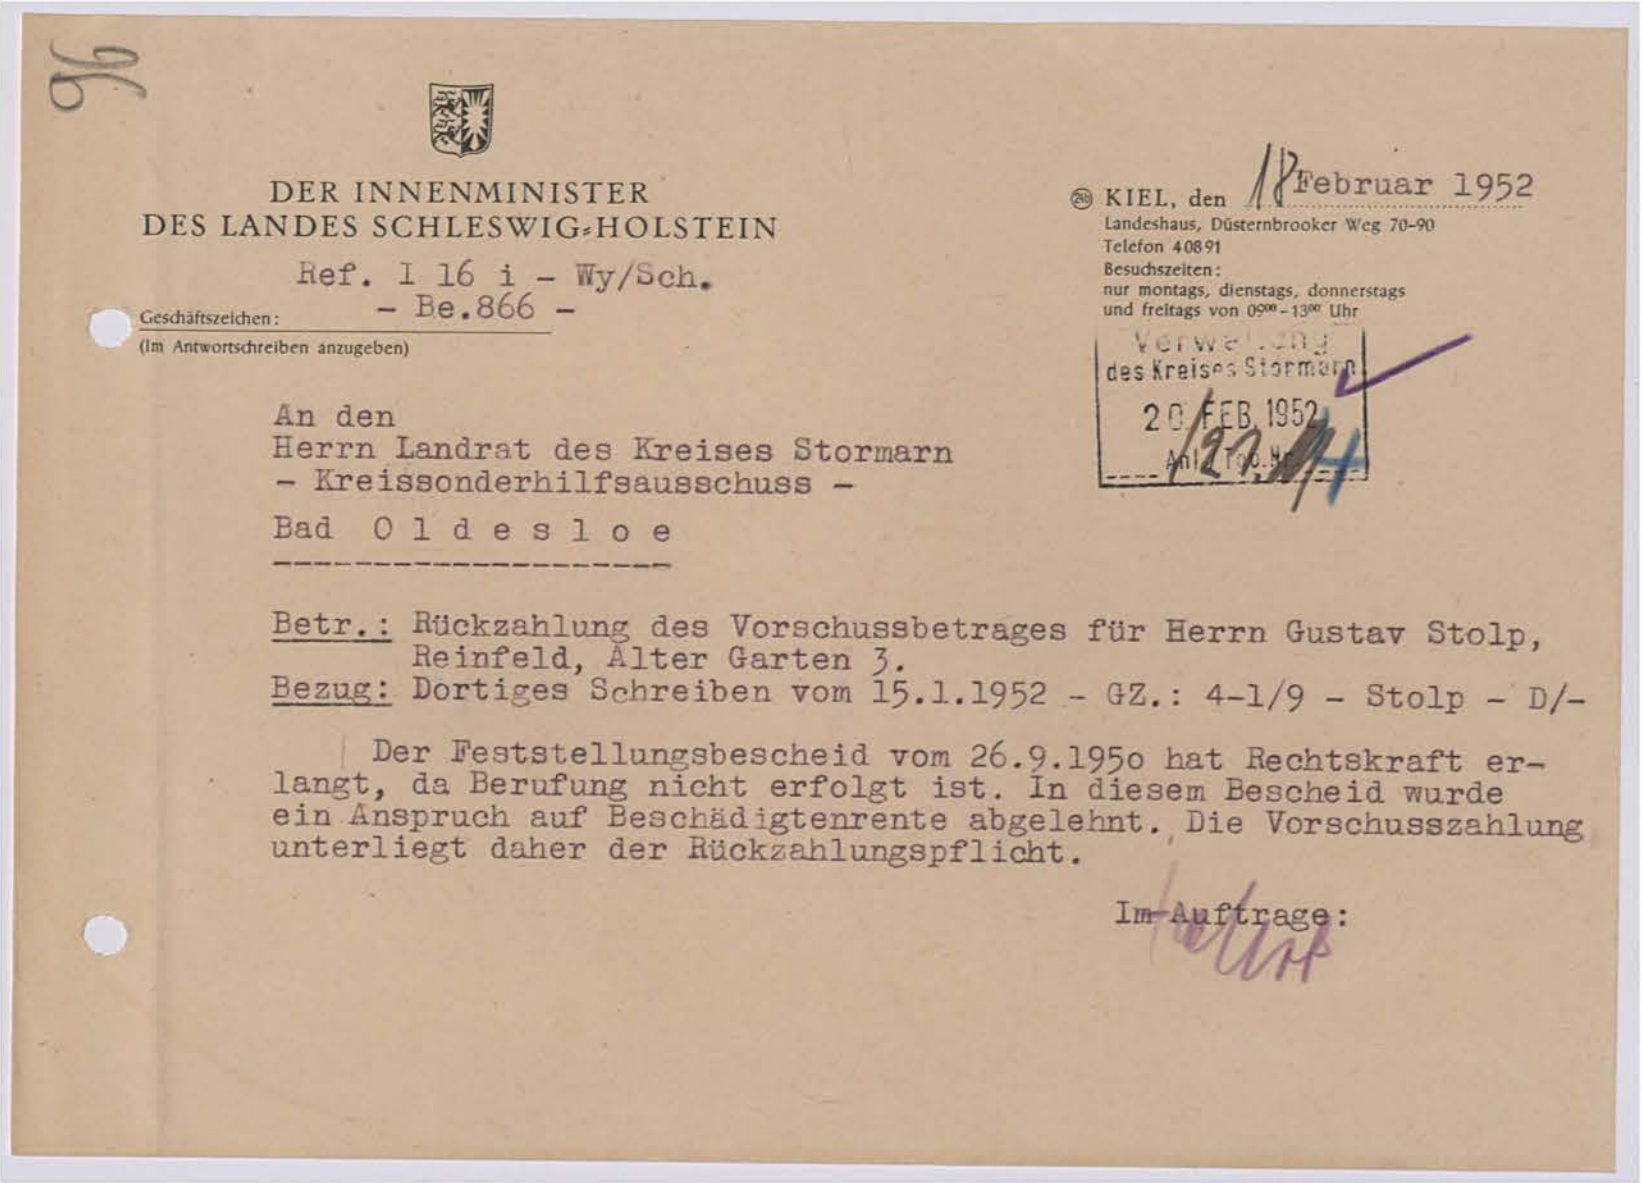 96
DER INNENMINISTER
DES LANDES SCHLESWIG-HOLSTEIN
Ref. I 16 i - Wy/Sch.
- Be.866 -
Geschäftszeichen:
(Im Antwortschreiben anzugeben)
(24b) KIEL, den 18 Februar 1952
Landeshaus, Düsternbrooker Weg 70-90
Telefon 40891
Besuchszeiten:
nur montags, dienstags, donnerstags
und freitags von 09⁰⁰-13⁰⁰ Uhr
des Kreises Stormarn
20. FEB. 1952
An den
Herrn Landrat des Kreises Stormarn
- Kreissonderhilfsausschuss -
Bad O l d e s l o e
--------------------
Betr.: Rückzahlung des Vorschussbetrages für Herrn Gustav Stolp,
Reinfeld, Alter Garten 3.
Bezug: Dortiges Schreiben vom 15.1.1952 - GZ.: 4-1/9 - Stolp - D/-
Der Feststellungsbescheid vom 26.9.195o hat Rechtskraft er-
langt, da Berufung nicht erfolgt ist. In diesem Bescheid wurde
ein Anspruch auf Beschädigtenrente abgelehnt. Die Vorschusszahlung
unterliegt daher der Rückzahlungspflicht.
Im Auftrage: